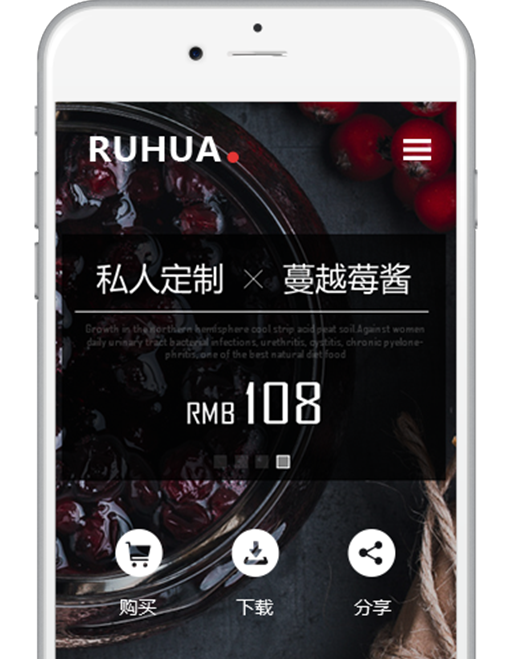 RUHUA.
私人定制 × 蔓越莓酱
Growth in the northern hemisphere cool strip acid peat soil.Against women
daily urinary tract bacterial infections, urethritis, cystitis, chronic pyelone-
phritis, one of the best natural diet food
RMB 108
购买 下载 分享